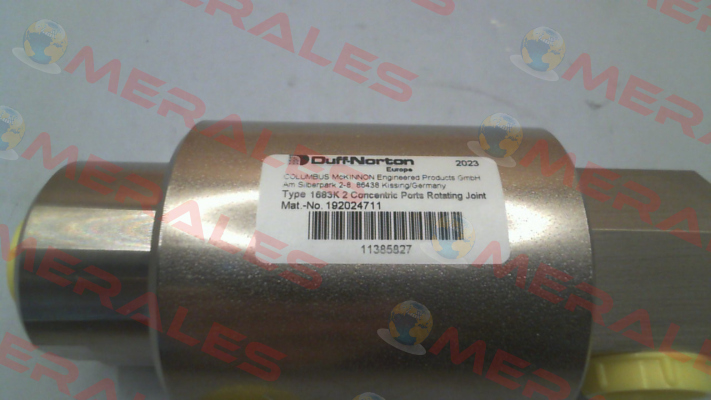 Duff-Norton 2023
Europe
COLUMBUS McKINNON Engineered Products GmbH
Am Silberpark 2-8, 86438 Kissing/Germany
Type 1683K 2 Concentric Ports Rotating Joint
Mat.-No. 192024711
11385827
MERALES
MERALES
MERALES
MERALES
MERALES